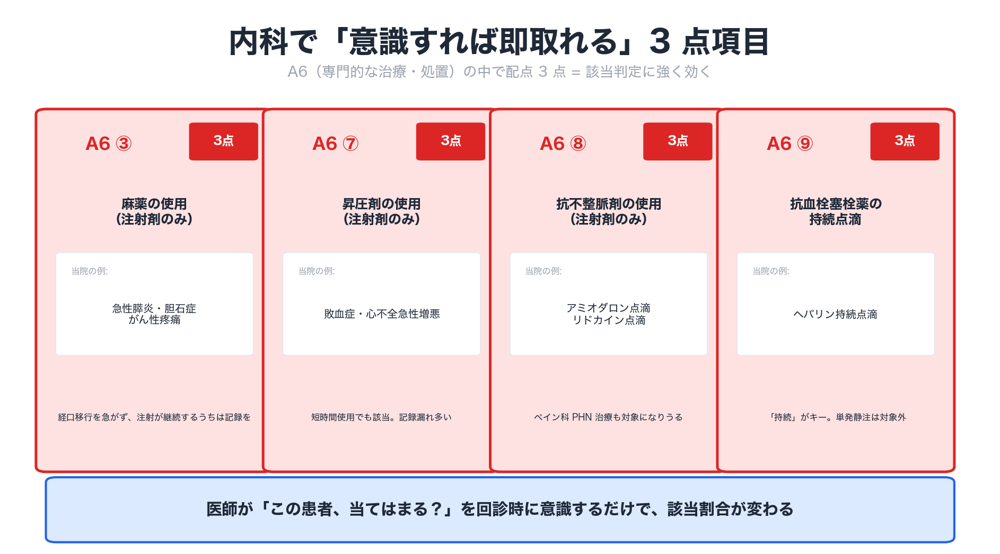 内科で「意識すれば即取れる」3 点項目
A6（専門的な治療・処置）の中で配点 3 点 = 該当判定に強く効く
A6 ③
3点
麻薬の使用
（注射剤のみ）
当院の例:
急性膵炎・胆石症
がん性疼痛
経口移行を急がず、注射が継続するうちは記録を
A6 ⑦
3点
昇圧剤の使用
（注射剤のみ）
当院の例:
敗血症・心不全急性増悪
短時間使用でも該当。記録漏れ多い
A6 ⑧
3点
抗不整脈剤の使用
（注射剤のみ）
当院の例:
アミオダロン点滴
リドカイン点滴
ペイン科 PHN 治療も対象になりうる
A6 ⑨
3点
抗血栓塞栓薬の
持続点滴
当院の例:
ヘパリン持続点滴
「持続」がキー。単発静注は対象外
医師が「この患者、当てはまる？」を回診時に意識するだけで、該当割合が変わる